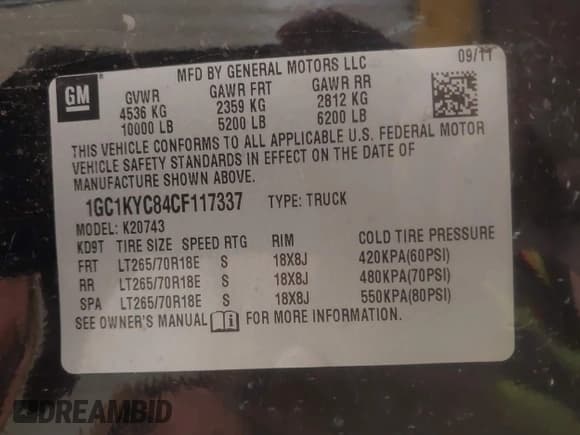 MFD BY GENERAL MOTORS LLC 09/11
GM GVWR GAWR FRT GAWR RR
4536 KG 2359 KG 2812 KG
10000 LB 5200 LB 6200 LB
THIS VEHICLE CONFORMS TO ALL APPLICABLE U.S. FEDERAL MOTOR
VEHICLE SAFETY STANDARDS IN EFFECT ON THE DATE OF
MANUFACTURE SHOWN ABOVE.
1GC1KYC84CF117337 TYPE: TRUCK
MODEL: K20743
KD9T TIRE SIZE SPEED RTG RIM COLD TIRE PRESSURE
FRT LT265/70R18E S 18X8J 420KPA(60PSI)
RR LT265/70R18E S 18X8J 480KPA(70PSI)
SPA LT265/70R18E S 18X8J 550KPA(80PSI)
SEE OWNER'S MANUAL i FOR MORE INFORMATION.
DREAMBID